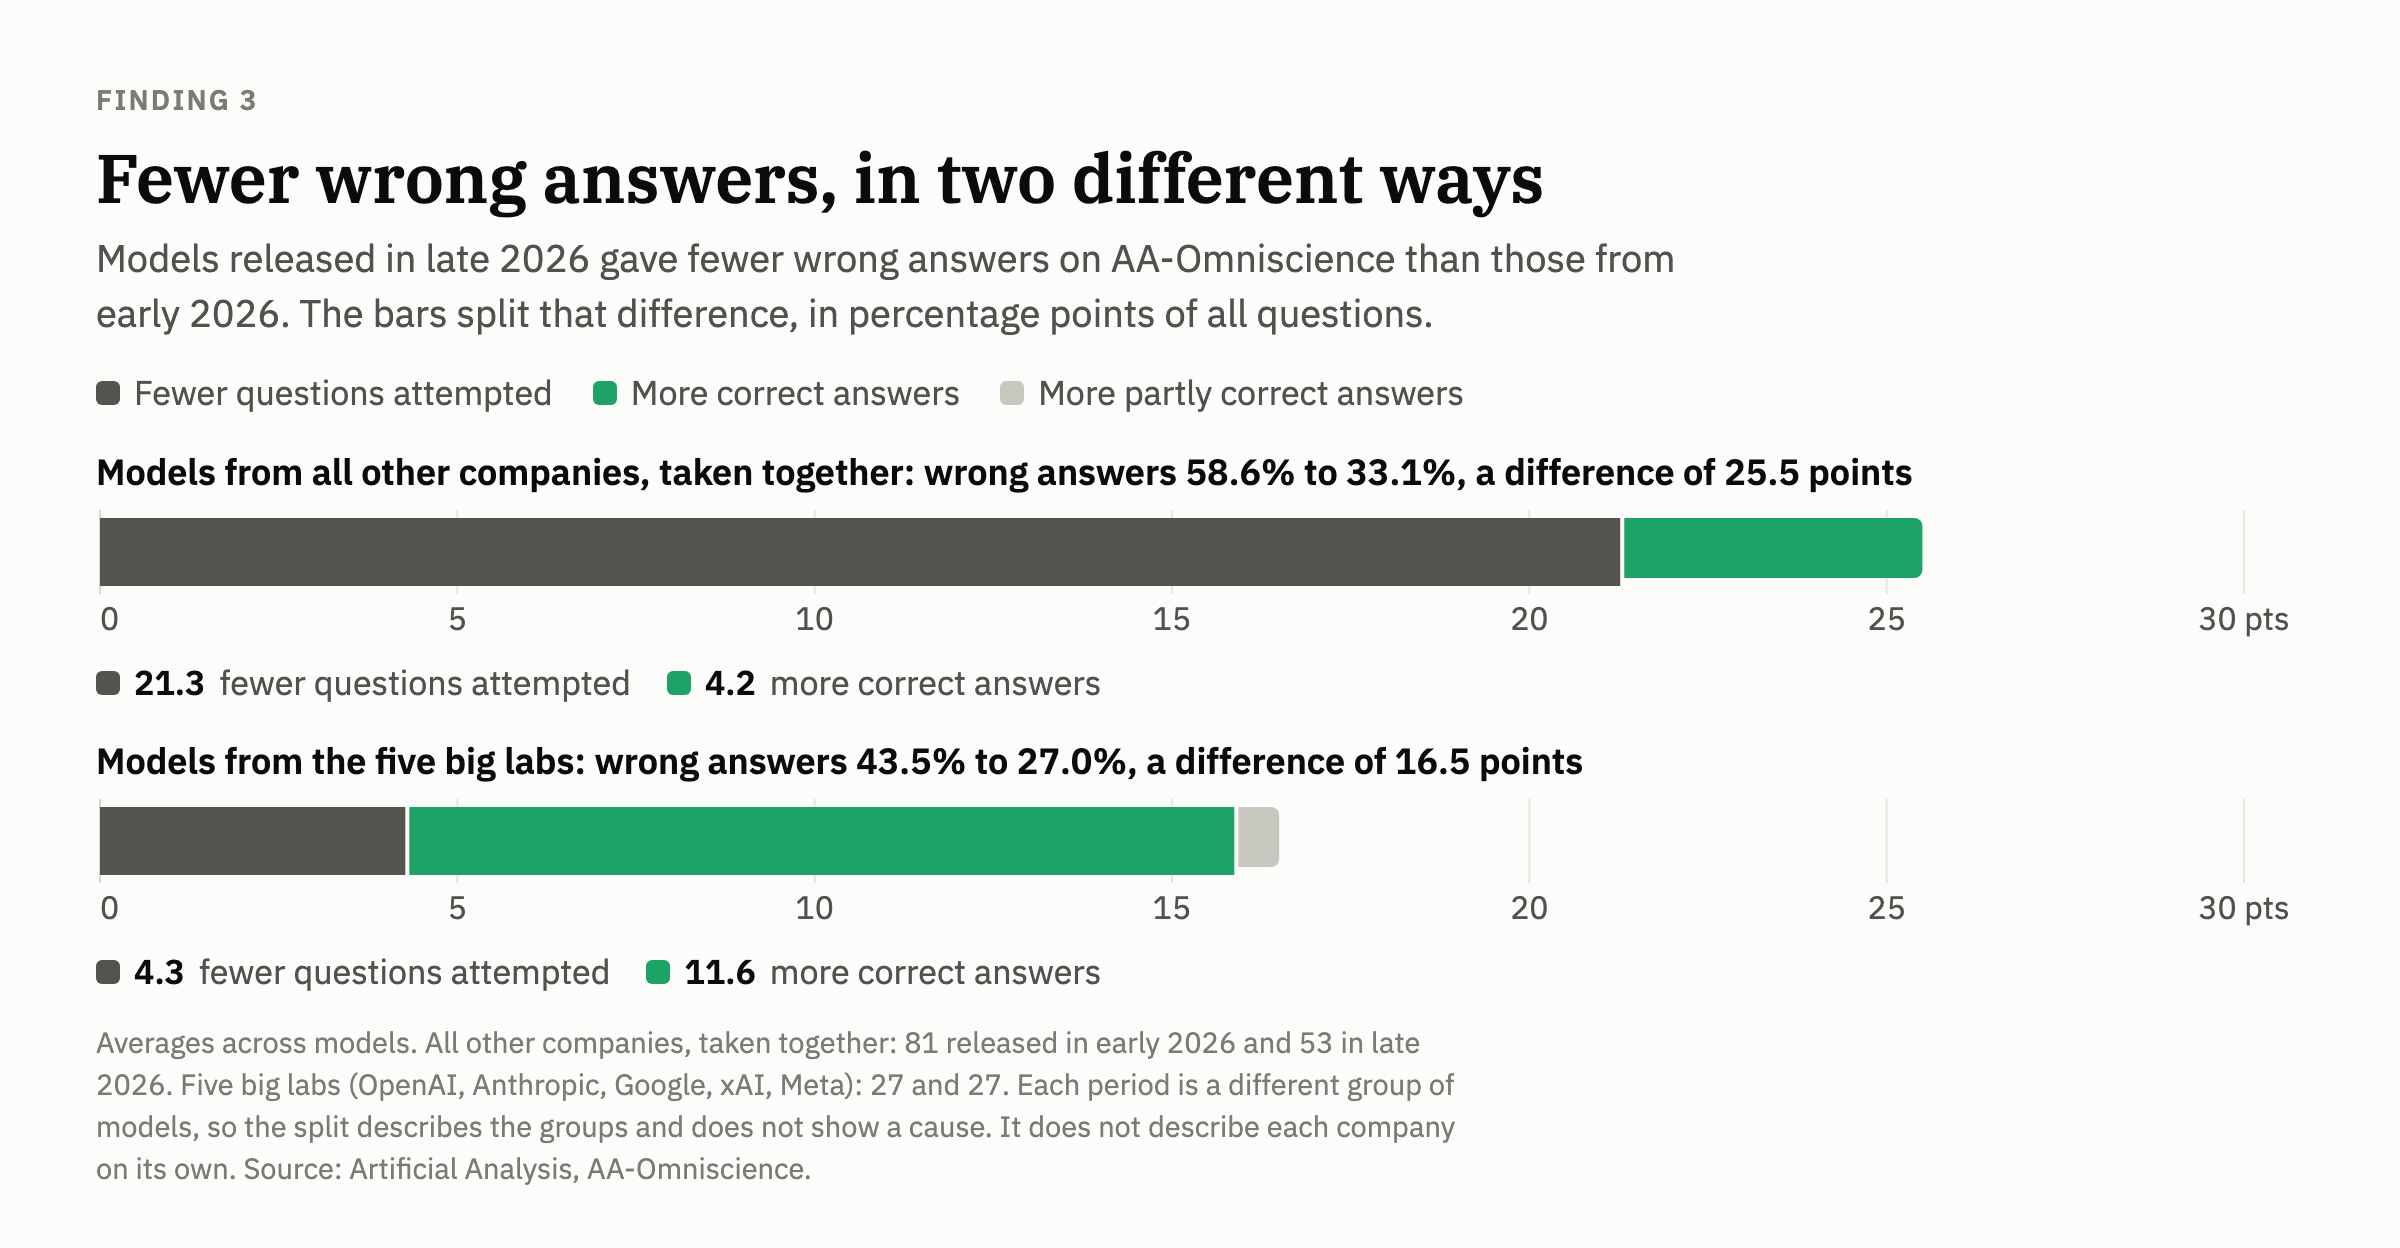 FINDING 3
Fewer wrong answers, in two different ways
Models released in late 2026 gave fewer wrong answers on AA-Omniscience than those from
early 2026. The bars split that difference, in percentage points of all questions.
Fewer questions attempted More correct answers More partly correct answers
Models from all other companies, taken together: wrong answers 58.6% to 33.1%, a difference of 25.5 points
0 5 10 15 20 25 30 pts
21.3 fewer questions attempted 4.2 more correct answers
Models from the five big labs: wrong answers 43.5% to 27.0%, a difference of 16.5 points
0 5 10 15 20 25 30 pts
4.3 fewer questions attempted 11.6 more correct answers
Averages across models. All other companies, taken together: 81 released in early 2026 and 53 in late
2026. Five big labs (OpenAI, Anthropic, Google, xAI, Meta): 27 and 27. Each period is a different group of
models, so the split describes the groups and does not show a cause. It does not describe each company
on its own. Source: Artificial Analysis, AA-Omniscience.